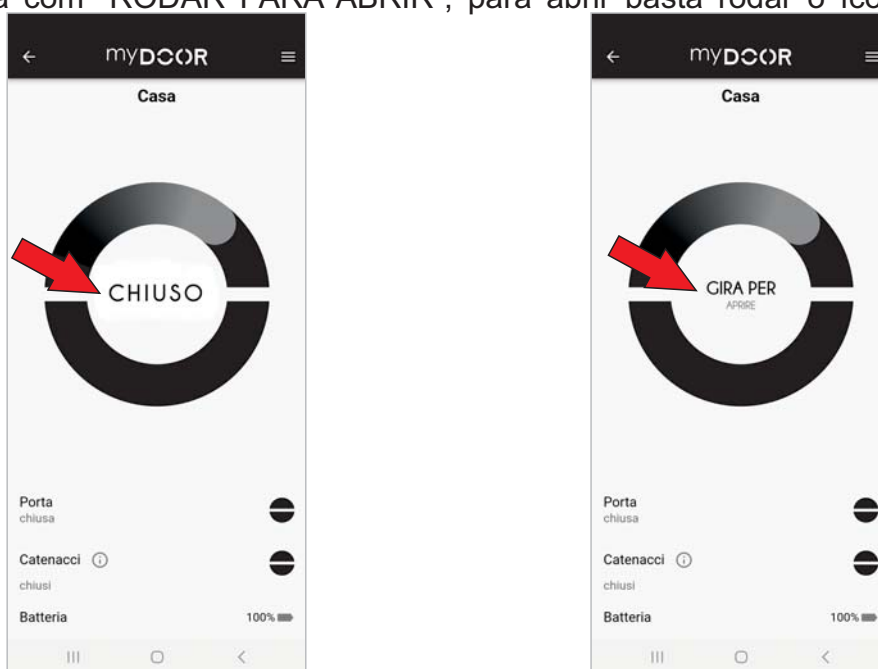 com "RODAR PARA ABRIR", para abrir basta rodar o
myDOOR
Casa
CHIUSO
Porta
chiusa
Catenacci
chiusi
Batteria
100%
myDOOR
Casa
GIRA PER
APRIRE
Porta
chiusa
Catenacci
chiusi
Batteria
100%